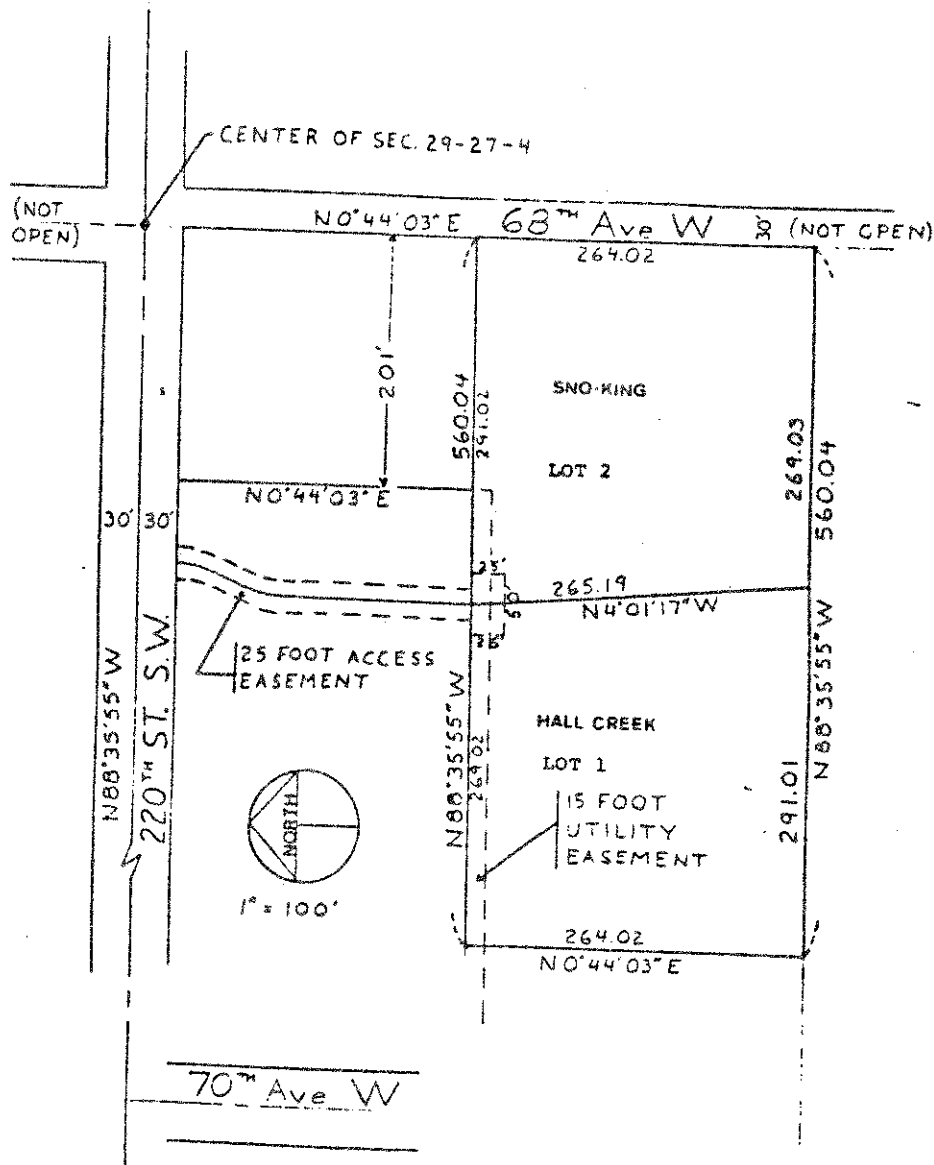 CENTER OF SEC. 29-27-4
(NOT
OPEN)
N0°44'03"E
68TH Ave W
30'
(NOT OPEN)
264.02
201'
560.04
291.02
SNO-KING
LOT 2
269.03
560.04
N0°44'03"E
30' 30'
25'
50'
25'
265.19
N4°01'17"W
25 FOOT ACCESS
EASEMENT
N88°35'55"W
220TH ST. S.W.
N88°35'55"W
269.02
HALL CREEK
LOT 1
15 FOOT
UTILITY
EASEMENT
291.01
N88°35'55"W
NORTH
1" = 100'
264.02
N0°44'03"E
70TH Ave W